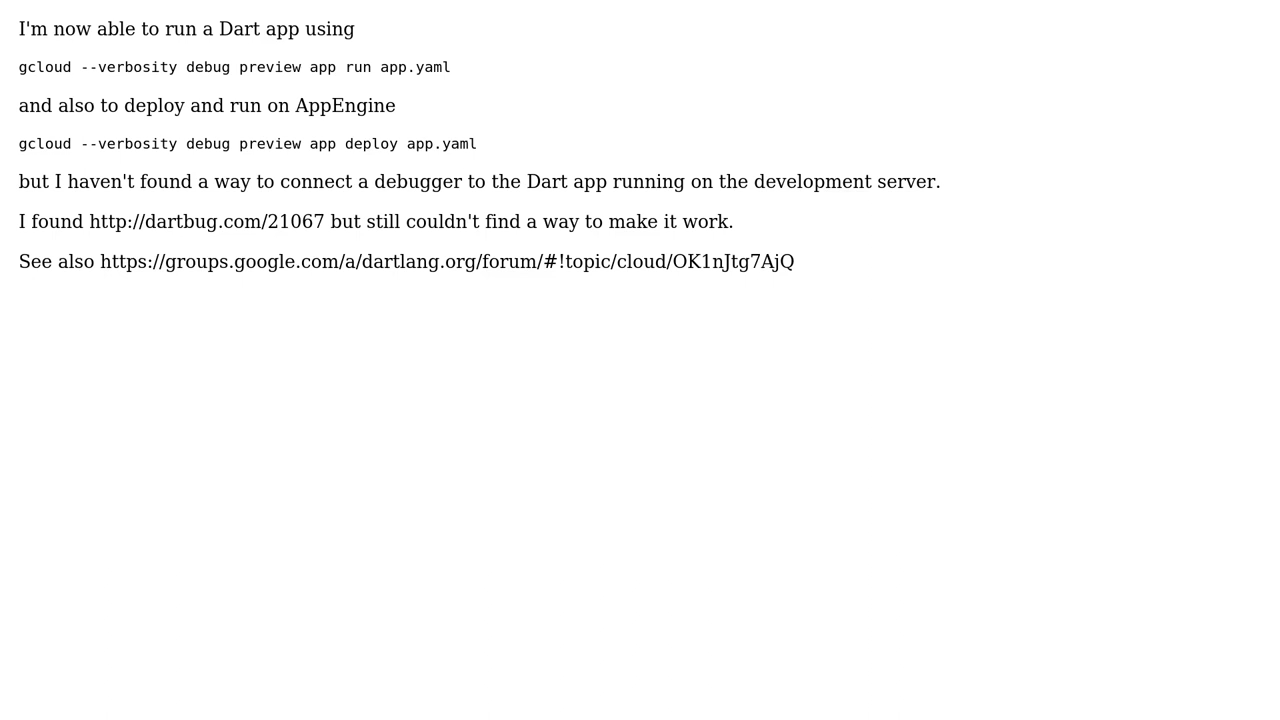 I'm now able to run a Dart app using
gcloud --verbosity debug preview app run app.yaml
and also to deploy and run on AppEngine
gcloud --verbosity debug preview app deploy app.yaml
but I haven't found a way to connect a debugger to the Dart app running on the development server.
I found http://dartbug.com/21067 but still couldn't find a way to make it work.
See also https://groups.google.com/a/dartlang.org/forum/#!topic/cloud/OK1nJtg7AjQ